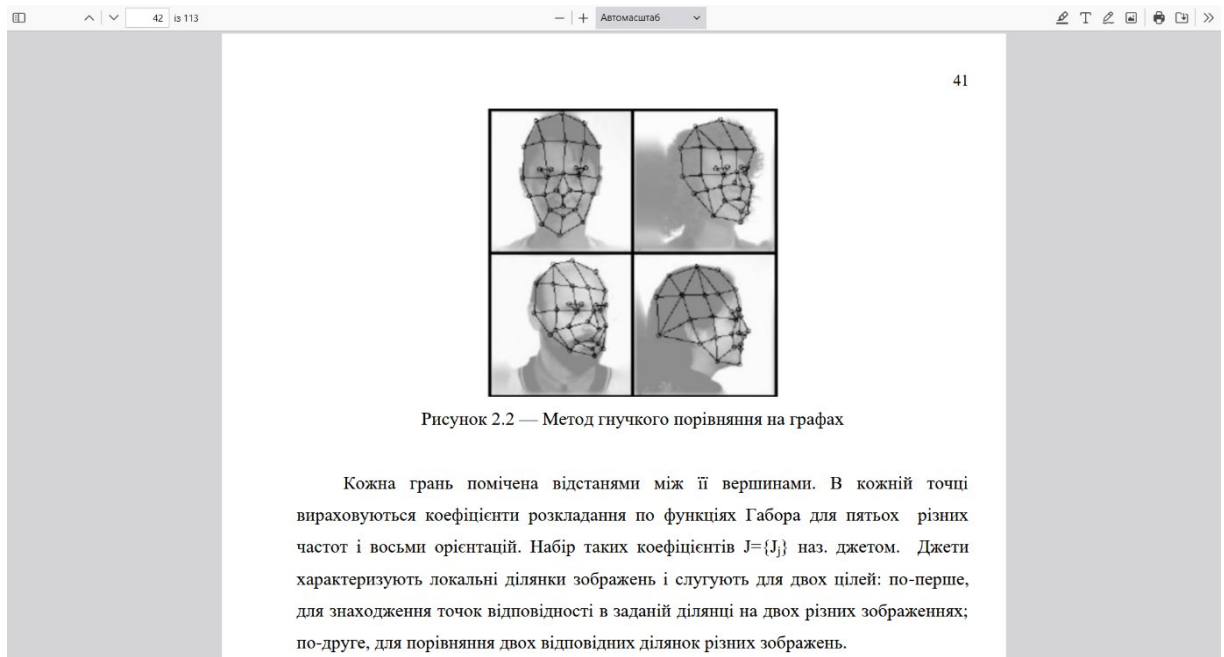 42 із 113
Автомасштаб
41
Рисунок 2.2 — Метод гнучкого порівняння на графах
Кожна грань помічена відстанями між її вершинами. В кожній точці
вираховуються коефіцієнти розкладання по функціях Габора для пятьох різних
частот і восьми орієнтацій. Набір таких коефіцієнтів J={Jj} наз. джетом. Джети
характеризують локальні ділянки зображень і слугують для двох цілей: по-перше,
для знаходження точок відповідності в заданій ділянці на двох різних зображеннях;
по-друге, для порівняння двох відповідних ділянок різних зображень.